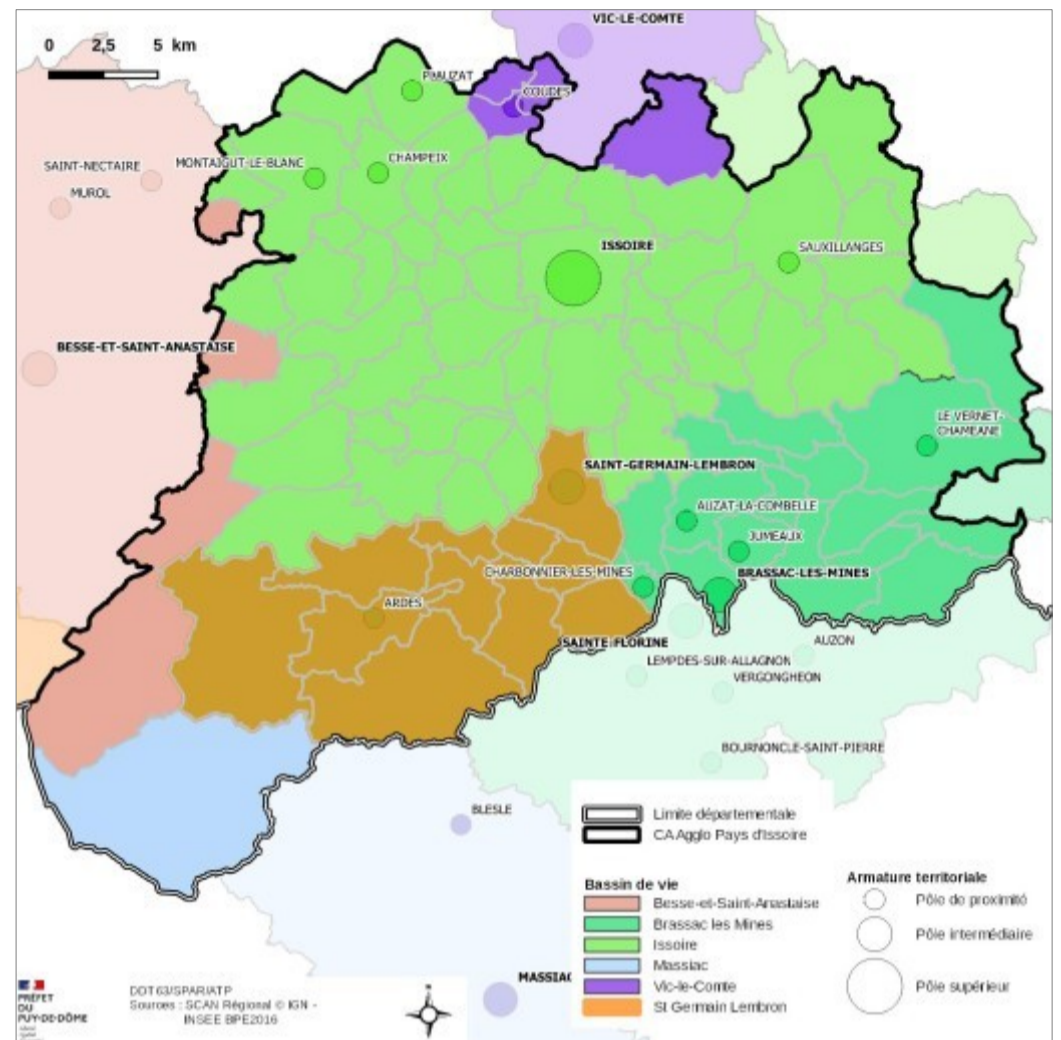 VIC-LE-COMTE
0 2,5 5 km
COUDES
SAINT-NECTAIRE
MONTAIGUT-LE-BLANC
CHAMPEIX
MUROL
ISSOIRE
SAUXILLANGES
BESSE-ET-SAINT-ANASTAISE
LE VERNET-
CHAMEANE
SAINT-GERMAIN-LEMBRON
AUZAT-LA-COMBELLE
JUMEAUX
CHARBONNIER-LES-MINES
BRASSAC-LES-MINES
ARDES
SAINTE-FLORINE
AUZON
LEMPDES-SUR-ALLAGNON
VERGONGHEON
BOURNONCLE-SAINT-PIERRE
BLESLE
Limite départementale
CA Agglo Pays d'Issoire
Bassin de vie
Besse-et-Saint-Anastaise
Brassac les Mines
Issoire
Massiac
Vic-le-Comte
St Germain Lembron
Armature territoriale
Pôle de proximité
Pôle intermédiaire
Pôle supérieur
MASSIAC
PRÉFET
DU
PUY-DE-DÔME
DDT63/SPAR/ATP
Sources : SCAN Régional © IGN -
INSEE BPE2016
N